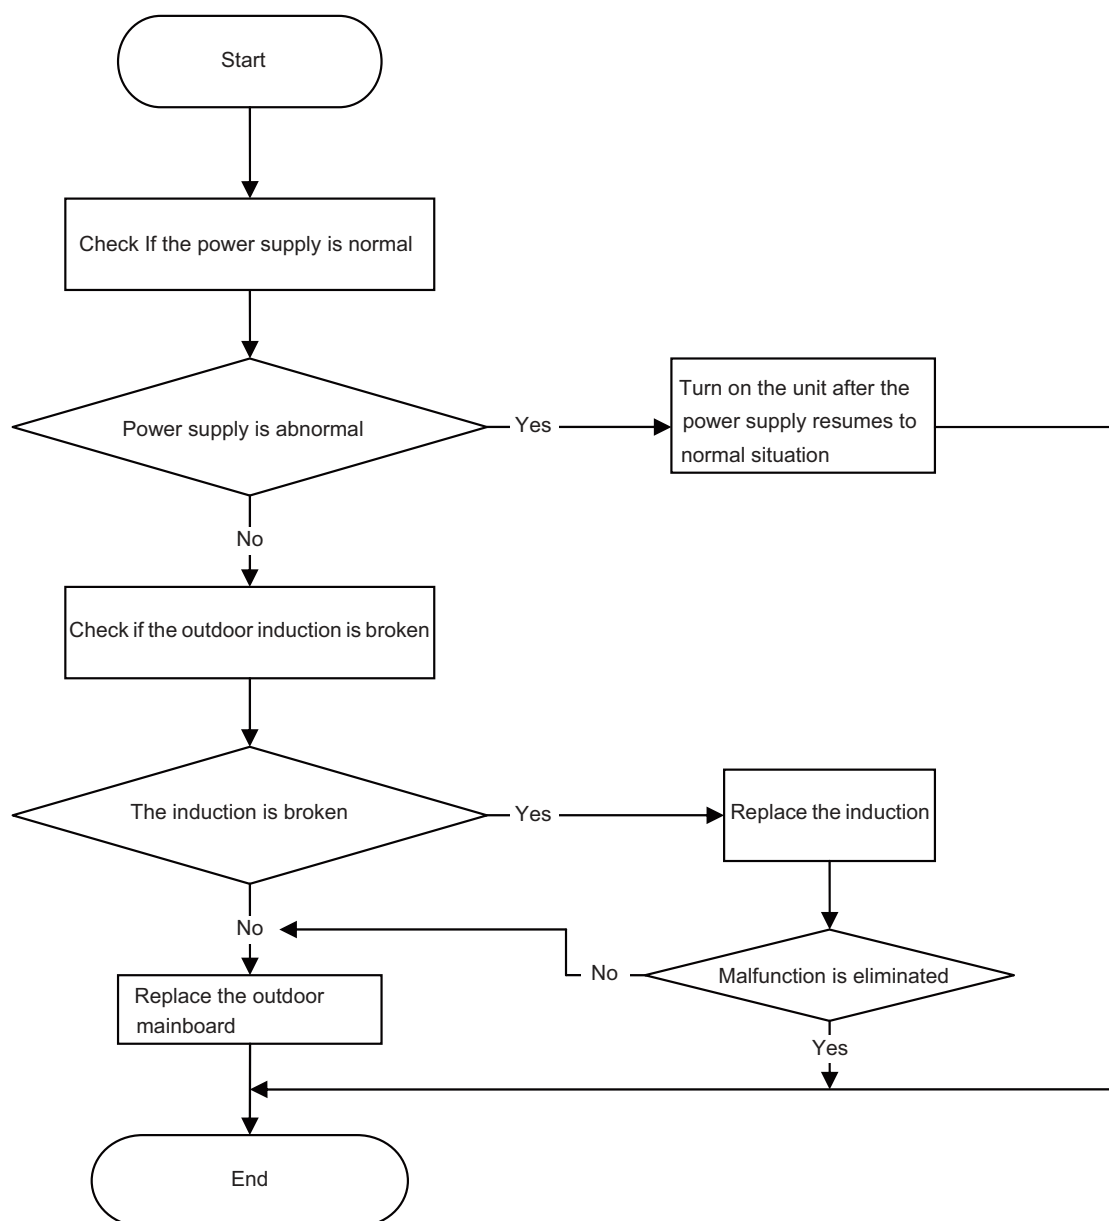 Start
Check If the power supply is normal
Power supply is abnormal
Yes
Turn on the unit after the
power supply resumes to
normal situation
No
Check if the outdoor induction is broken
The induction is broken
Yes
Replace the induction
No
No
Malfunction is eliminated
Replace the outdoor
mainboard
Yes
End